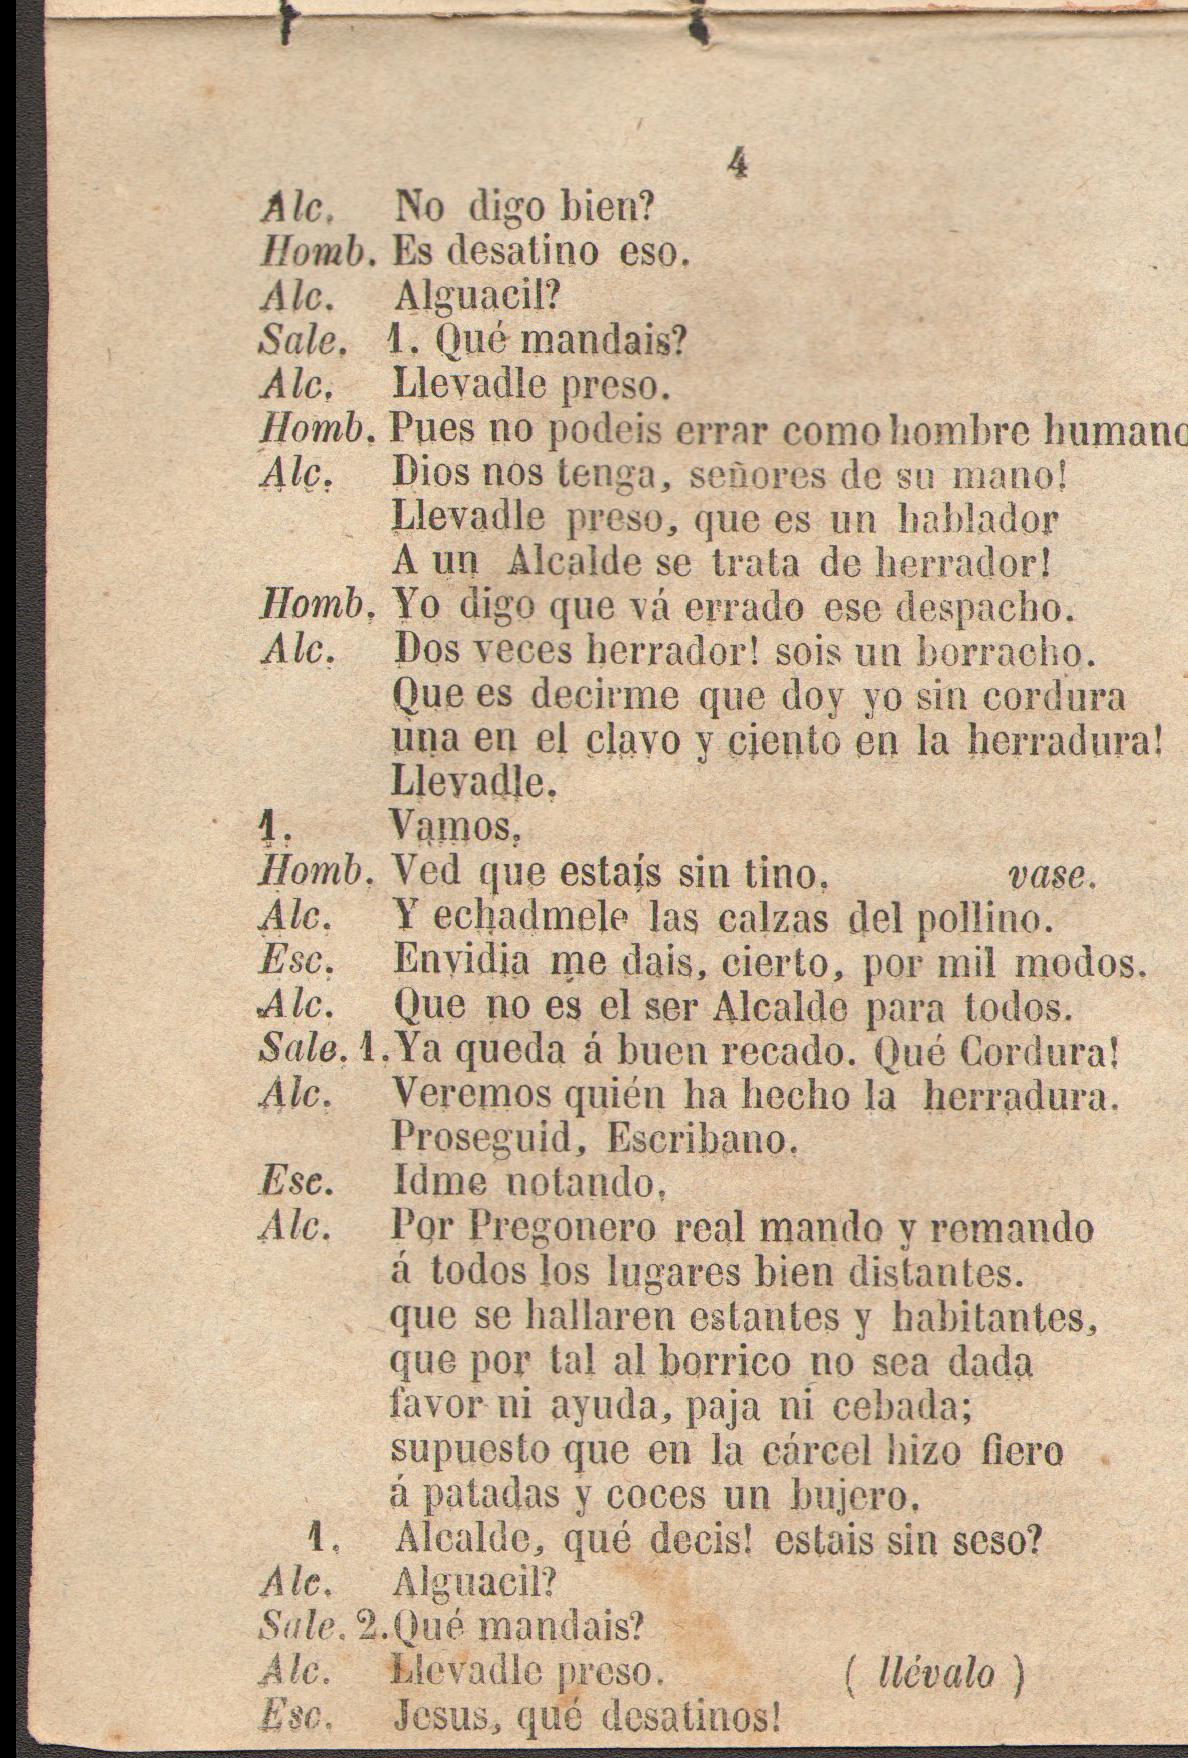 4
Alc. No digo bien?
Homb. Es desatino eso.
Alc. Alguacil?
Sale. 1. Qué mandais?
Alc. Llevadle preso.
Homb. Pues no podeis errar como hombre humano
Alc. Dios nos tenga, señores de su mano!
Llevadle preso, que es un hablador
A un Alcalde se trata de herrador!
Homb. Yo digo que vá errado ese despacho.
Alc. Dos veces herrador! sois un borracho.
Que es decirme que doy yo sin cordura
una en el clavo y ciento en la herradura!
Llevadle.
1. Vamos.
Homb. Ved que estais sin tino. vase.
Alc. Y echadmele las calzas del pollino.
Esc. Envidia me dais, cierto, por mil modos.
Alc. Que no es el ser Alcalde para todos.
Sale. 1. Ya queda á buen recado. Qué Cordura!
Alc. Veremos quién ha hecho la herradura.
Proseguid, Escribano.
Esc. Idme notando.
Alc. Por Pregonero real mando y remando
á todos los lugares bien distantes.
que se hallaren estantes y habitantes,
que por tal al borrico no sea dada
favor ni ayuda, paja ni cebada;
supuesto que en la cárcel hizo fiero
á patadas y coces un bujero.
1. Alcalde, qué decis! estais sin seso?
Alc. Alguacil?
Sale. 2. Qué mandais?
Alc. Llevadle preso. ( llévalo )
Esc. Jesus, qué desatinos!